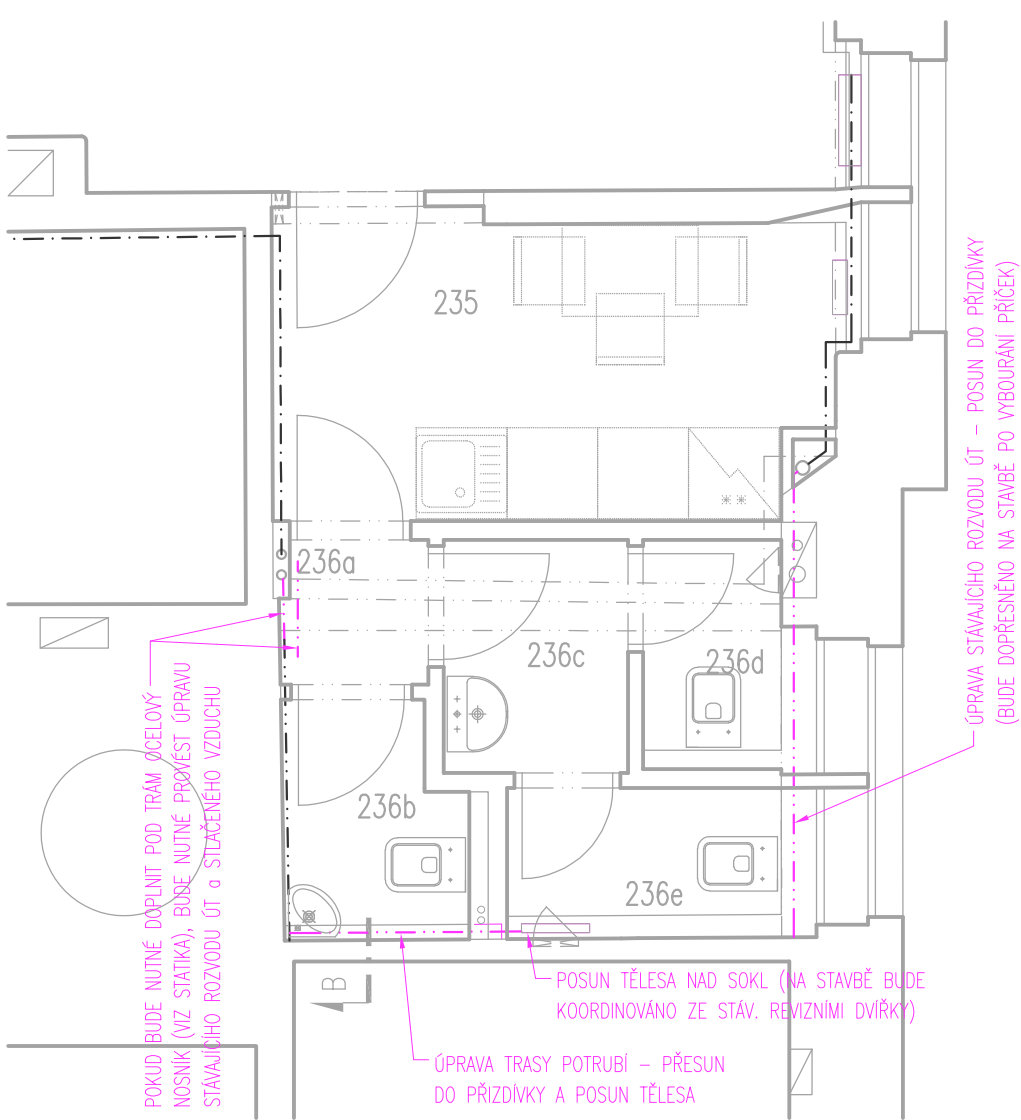 235
236a
236c
236d
236b
236e
B
POKUD BUDE NUTNÉ DOPLNIT POD TRÁM OCELOVÝ
NOSNÍK (VIZ STATIKA), BUDE NUTNÉ PROVÉST ÚPRAVU
STÁVAJÍCÍHO ROZVODU ÚT a STLAČENÉHO VZDUCHU
ÚPRAVA STÁVAJÍCÍHO ROZVODU ÚT – POSUN DO PŘIZDÍVKY
(BUDE DOPŘESNĚNO NA STAVBĚ PO VYBOURÁNÍ PŘÍČEK)
POSUN TĚLESA NAD SOKL (NA STAVBĚ BUDE
KOORDINOVÁNO ZE STÁV. REVIZNÍMI DVÍŘKY)
ÚPRAVA TRASY POTRUBÍ – PŘESUN
DO PŘIZDÍVKY A POSUN TĚLESA